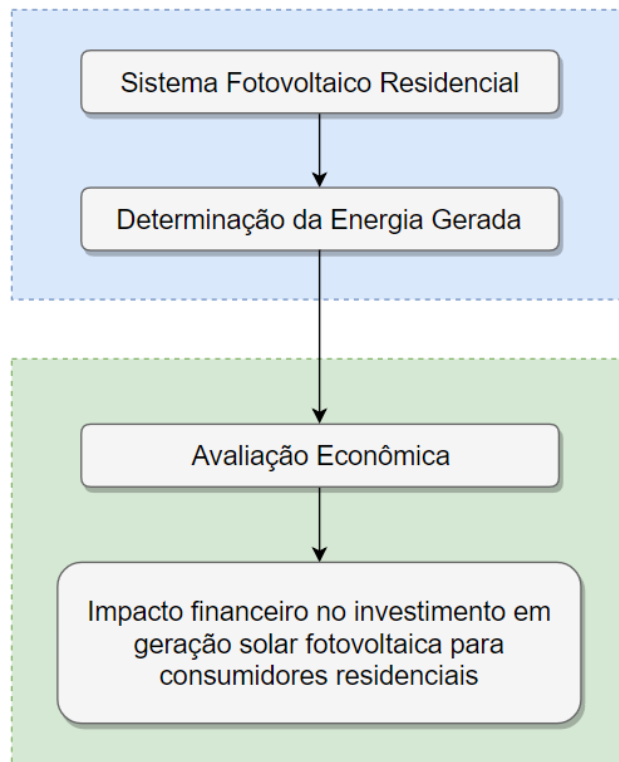 Sistema Fotovoltaico Residencial
Determinação da Energia Gerada
Avaliação Econômica
Impacto financeiro no investimento em
geração solar fotovoltaica para
consumidores residenciais